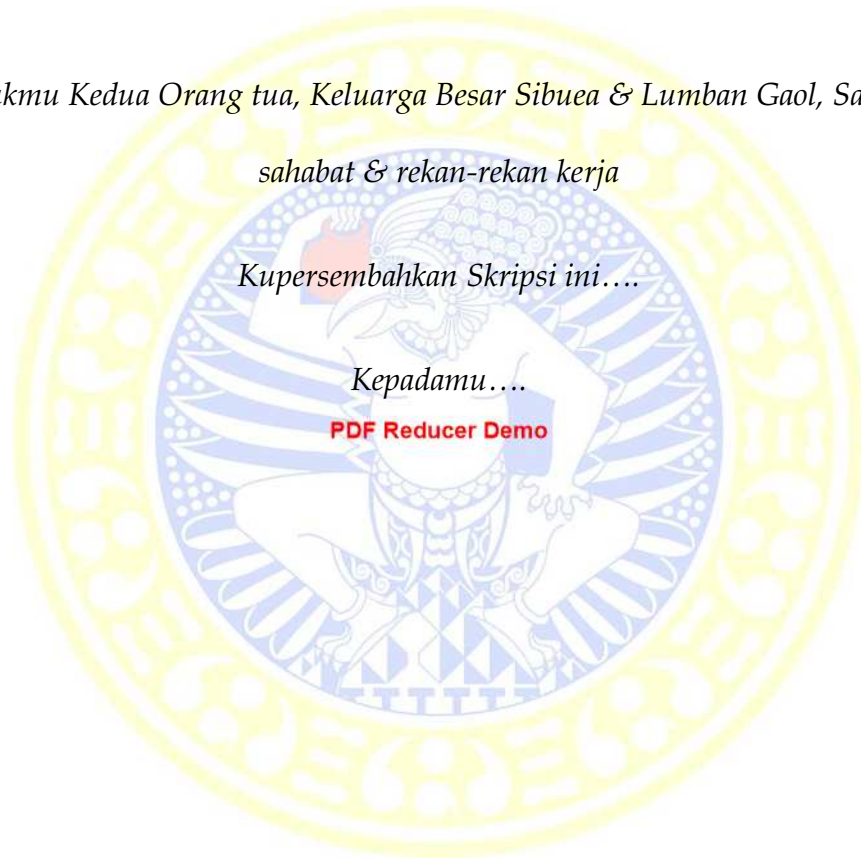 Kedua Orang tua, Keluarga Besar Sibuea & Lumban Gaol,
sahabat & rekan-rekan kerja
Kupersembahkan Skripsi ini....
Kepadamu....
PDF Reducer Demo